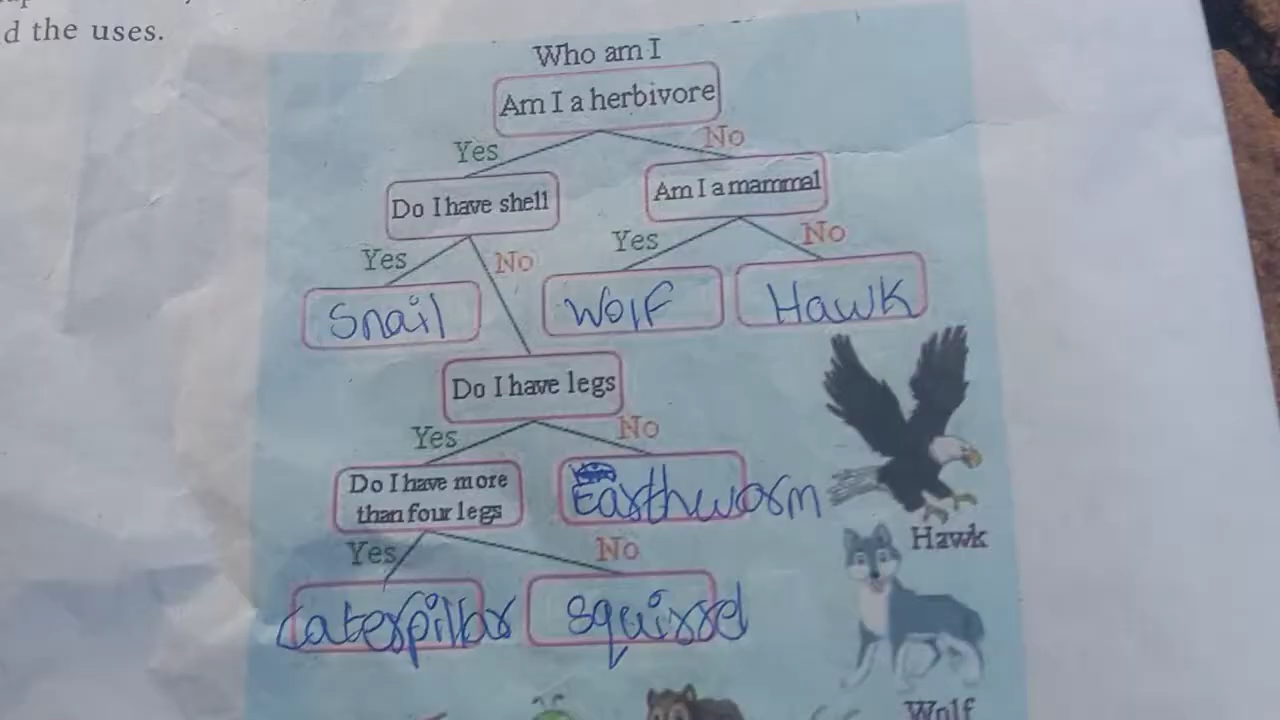 d the uses.
Who am I
Am I a herbivore
Yes
No
Do I have shell
Am I a mammal
Yes
No
Yes
No
Snail
Wolf
Hawk
Do I have legs
Yes
No
Do I have more
than four legs
Earthworm
Yes
No
Hawk
Caterpillar
Squirrel
Wolf